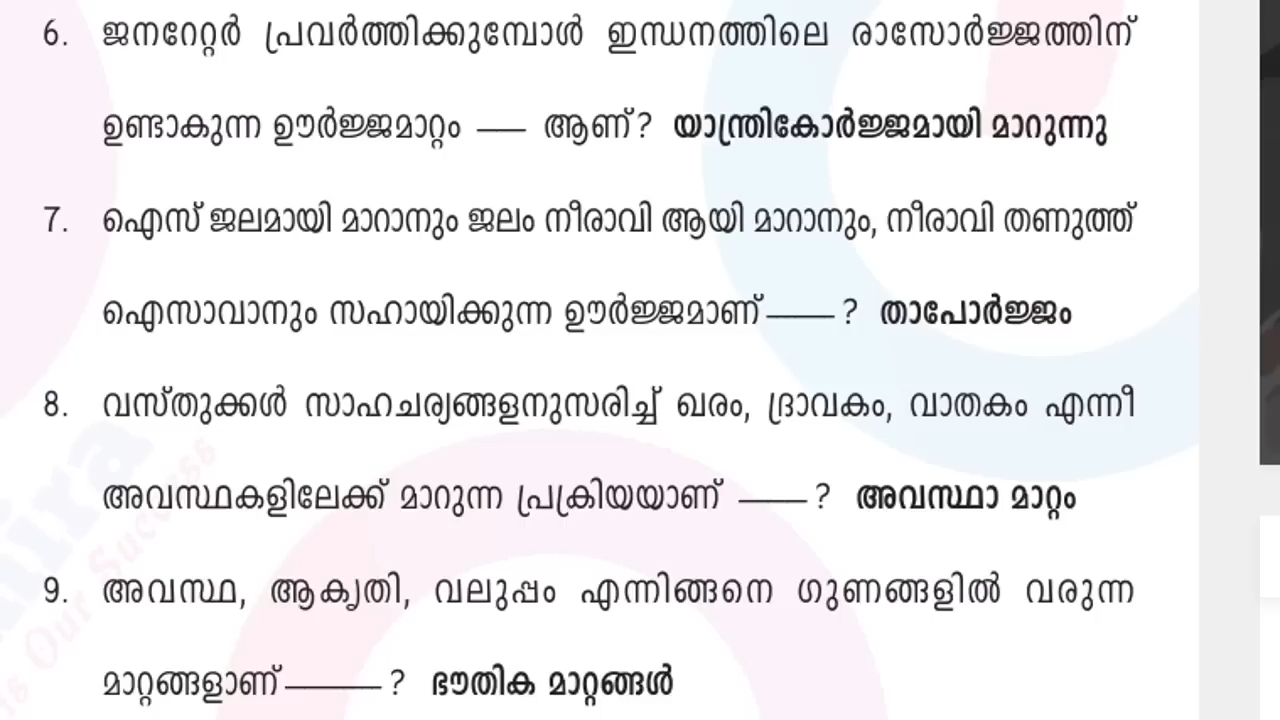 6. ജനറേറ്റർ പ്രവർത്തിക്കുമ്പോൾ ഇന്ധനത്തിലെ രാസോർജ്ജത്തിന്
ഉണ്ടാകുന്ന ഊർജ്ജമാറ്റം —— ആണ്? യാന്ത്രികോർജ്ജമായി മാറുന്നു
7. ഐസ് ജലമായി മാറാനും ജലം നീരാവി ആയി മാറാനും, നീരാവി തണുത്ത്
ഐസാവാനും സഹായിക്കുന്ന ഊർജ്ജമാണ് ——? താപോർജ്ജം
8. വസ്തുക്കൾ സാഹചര്യങ്ങളനുസരിച്ച് ഖരം, ദ്രാവകം, വാതകം എന്നീ
അവസ്ഥകളിലേക്ക് മാറുന്ന പ്രക്രിയയാണ് ——? അവസ്ഥാ മാറ്റം
9. അവസ്ഥ, ആകൃതി, വലുപ്പം എന്നിങ്ങനെ ഗുണങ്ങളിൽ വരുന്ന
മാറ്റങ്ങളാണ് ———? ഭൗതിക മാറ്റങ്ങൾ
Our Success